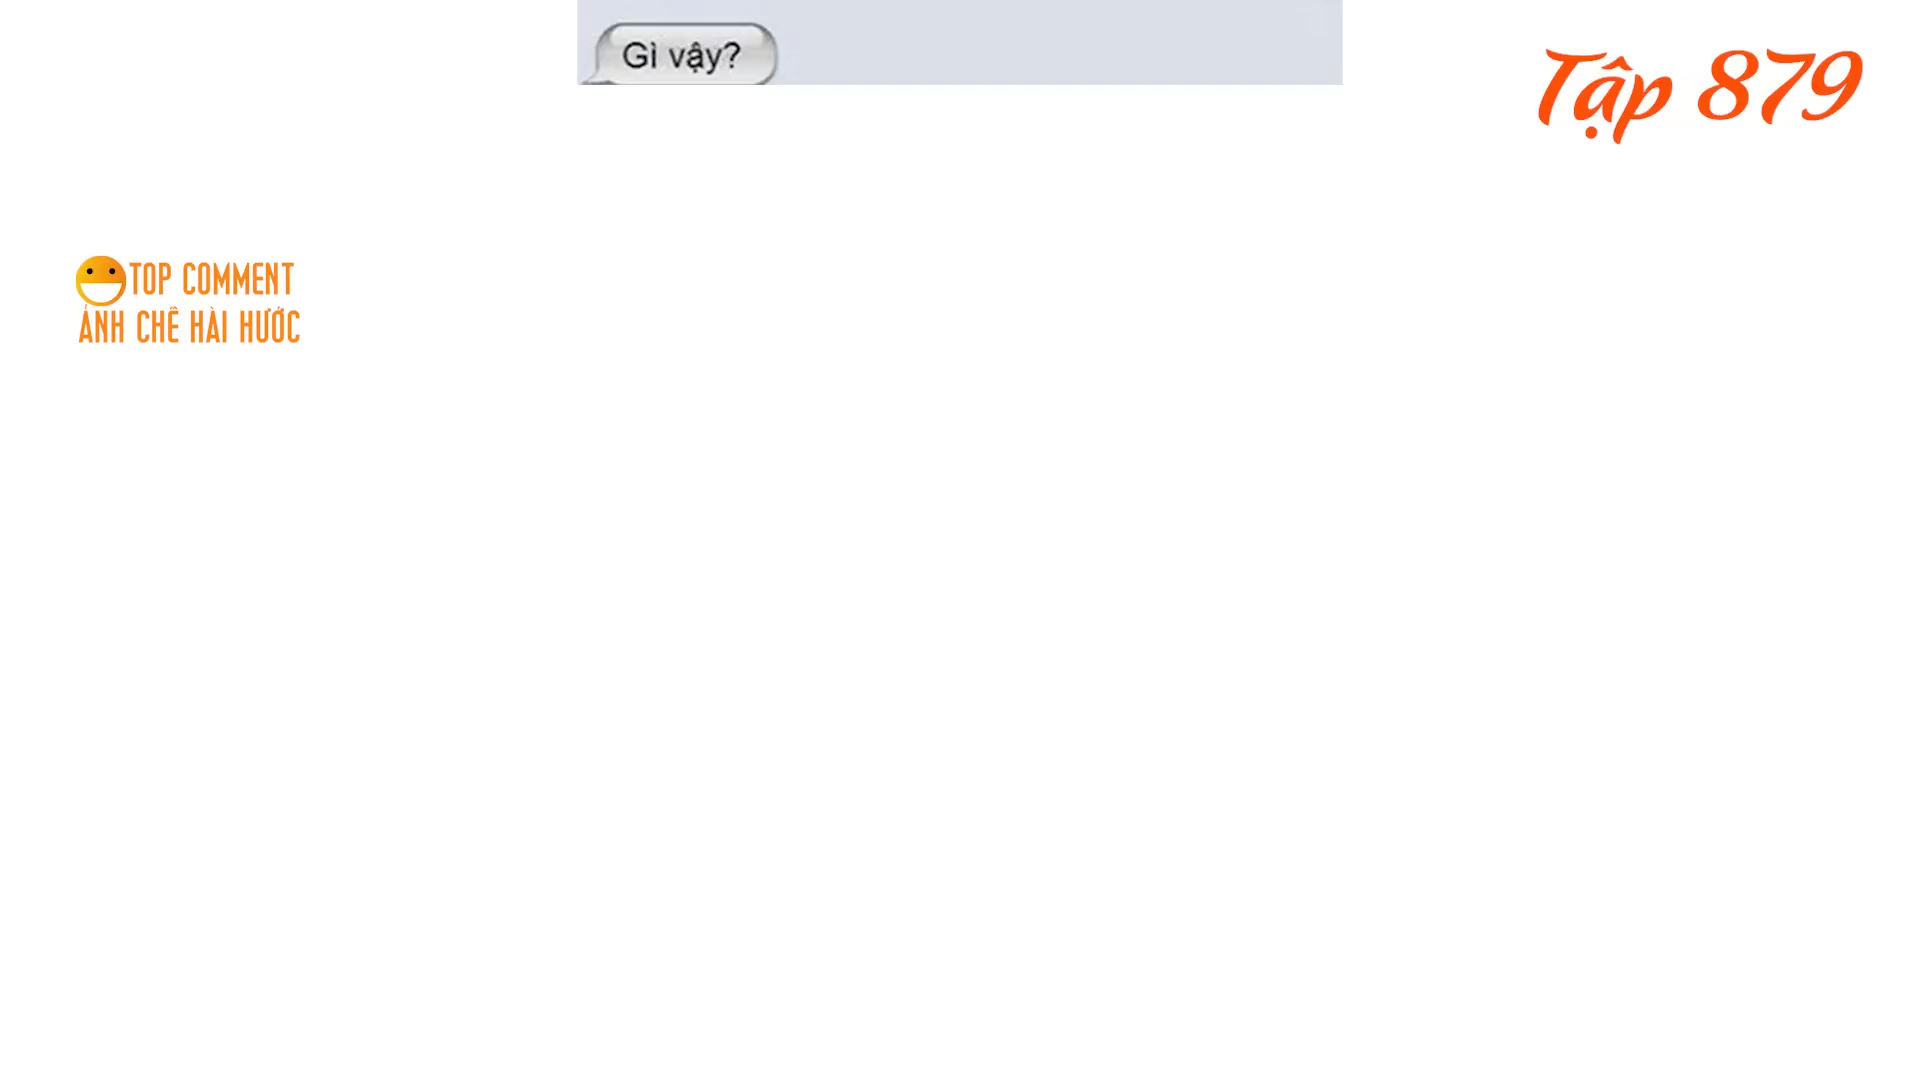 Gì vậy?
Tập 879
TOP COMMENT
ẢNH CHẾ HÀI HƯỚC